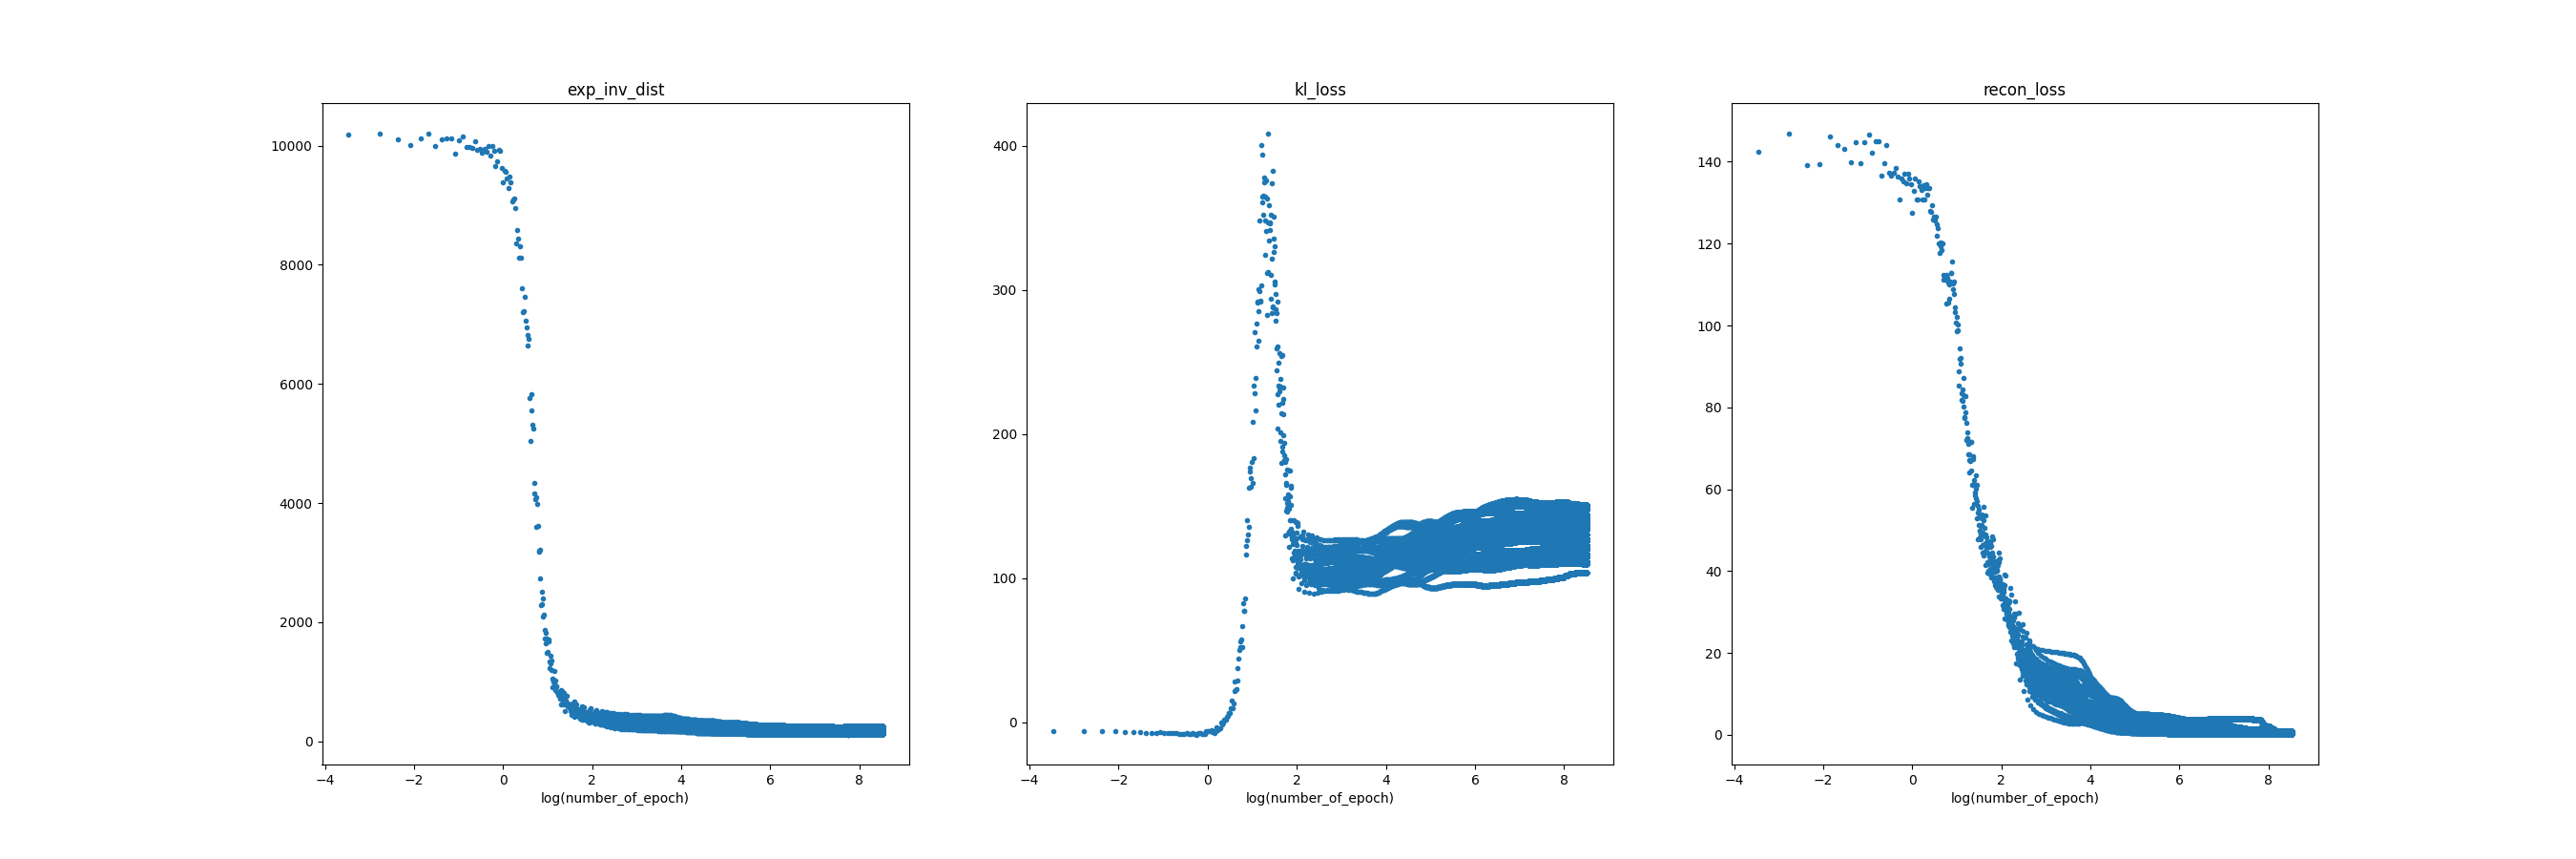 exp_inv_dist
10000
8000
6000
4000
2000
0
−4 −2 0 2 4 6 8
log(number_of_epoch)
kl_loss
400
300
200
100
0
−4 −2 0 2 4 6 8
log(number_of_epoch)
recon_loss
140
120
100
80
60
40
20
0
−4 −2 0 2 4 6 8
log(number_of_epoch)